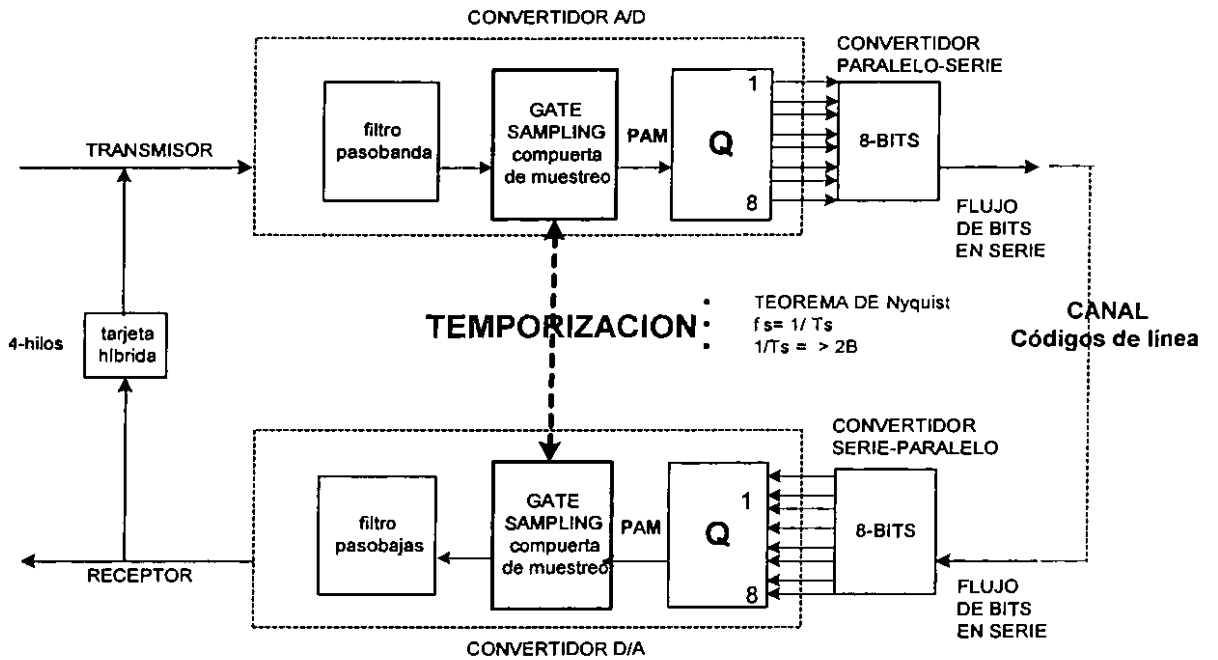 CONVERTIDOR A/D
CONVERTIDOR
PARALELO-SERIE
TRANSMISOR
filtro
pasobanda
GATE
SAMPLING
compuerta
de muestreo
PAM
Q
1
8
8-BITS
FLUJO
DE BITS
EN SERIE
4-hilos
tarjeta
híbrida
TEMPORIZACION
• TEOREMA DE Nyquist
• fs= 1/ Ts
• 1/Ts = > 2B
CANAL
Códigos de línea
CONVERTIDOR
SERIE-PARALELO
filtro
pasobajas
GATE
SAMPLING
compuerta
de muestreo
PAM
Q
1
8
8-BITS
RECEPTOR
FLUJO
DE BITS
EN SERIE
CONVERTIDOR D/A